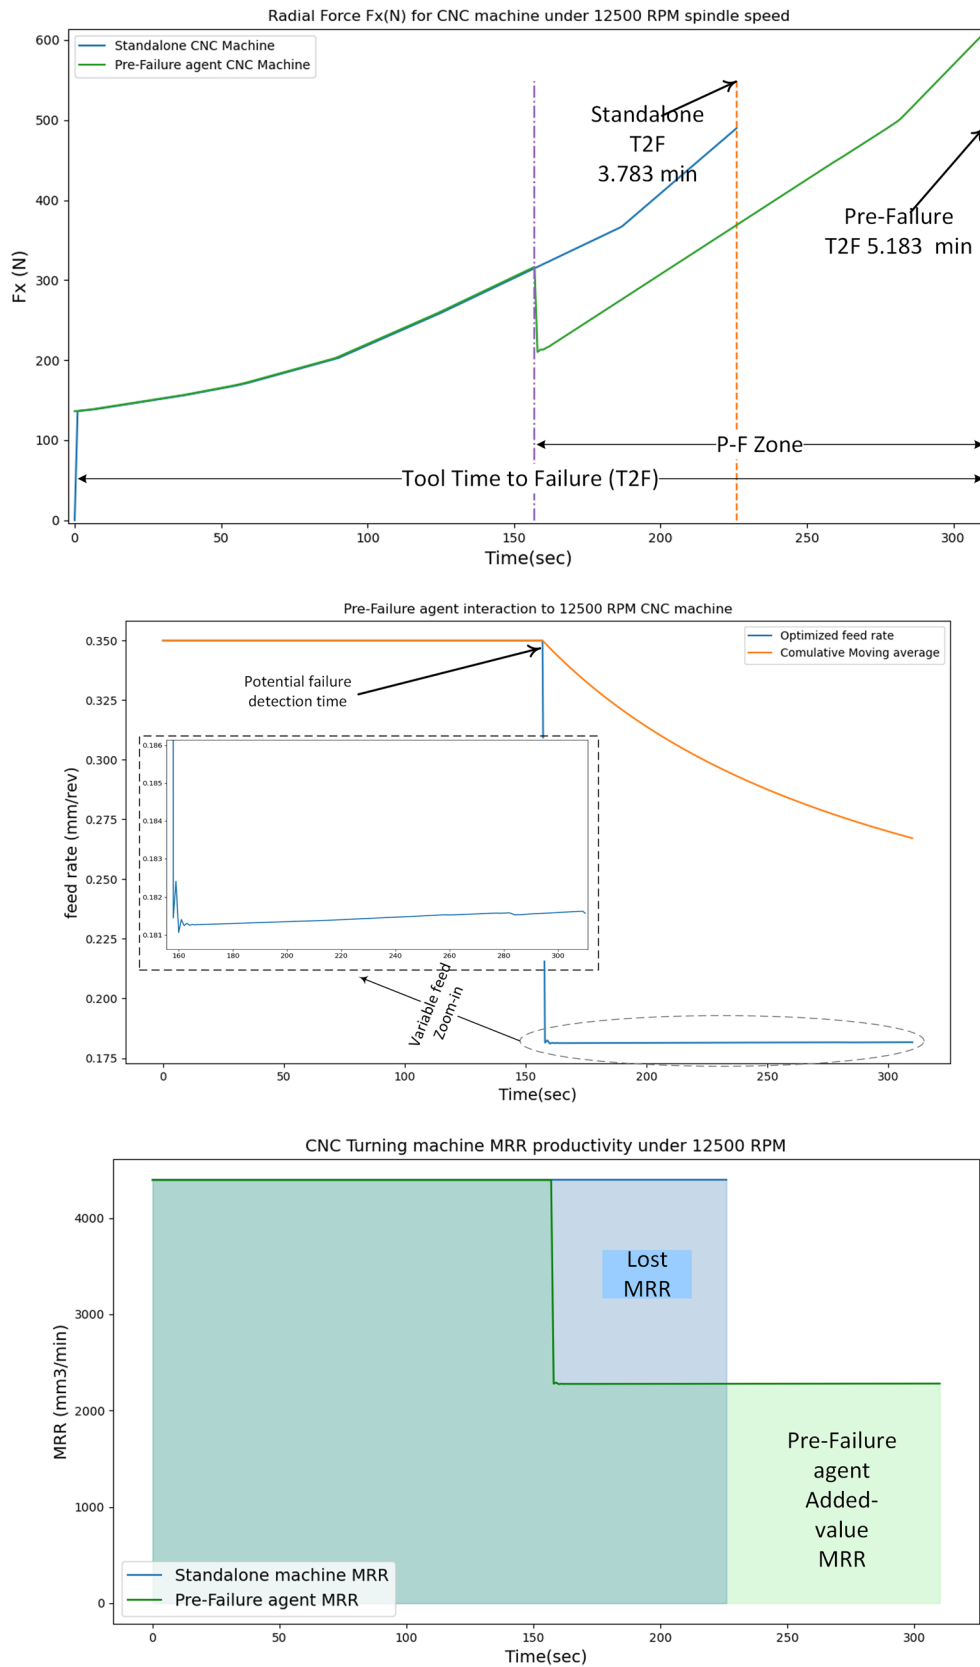 Radial Force Fx(N) for CNC machine under 12500 RPM spindle speed
Standalone CNC Machine
Pre-Failure agent CNC Machine
600
500
400
300
200
100
0
Fx (N)
Standalone
T2F
3.783 min
Pre-Failure
T2F 5.183 min
P-F Zone
Tool Time to Failure (T2F)
0 50 100 150 200 250 300
Time(sec)
Pre-Failure agent interaction to 12500 RPM CNC machine
Optimized feed rate
Comulative Moving average
0.350
0.325
0.300
0.275
0.250
0.225
0.200
0.175
feed rate (mm/rev)
Potential failure
detection time
0.186
0.185
0.184
0.183
0.182
0.181
160 180 200 220 240 260 280 300
Variable feed
Zoom-in
0 50 100 150 200 250 300
Time(sec)
CNC Turning machine MRR productivity under 12500 RPM
4000
3000
2000
1000
0
MRR (mm3/min)
Lost
MRR
Pre-Failure
agent
Added-
value
MRR
Standalone machine MRR
Pre-Failure agent MRR
0 50 100 150 200 250 300
Time(sec)